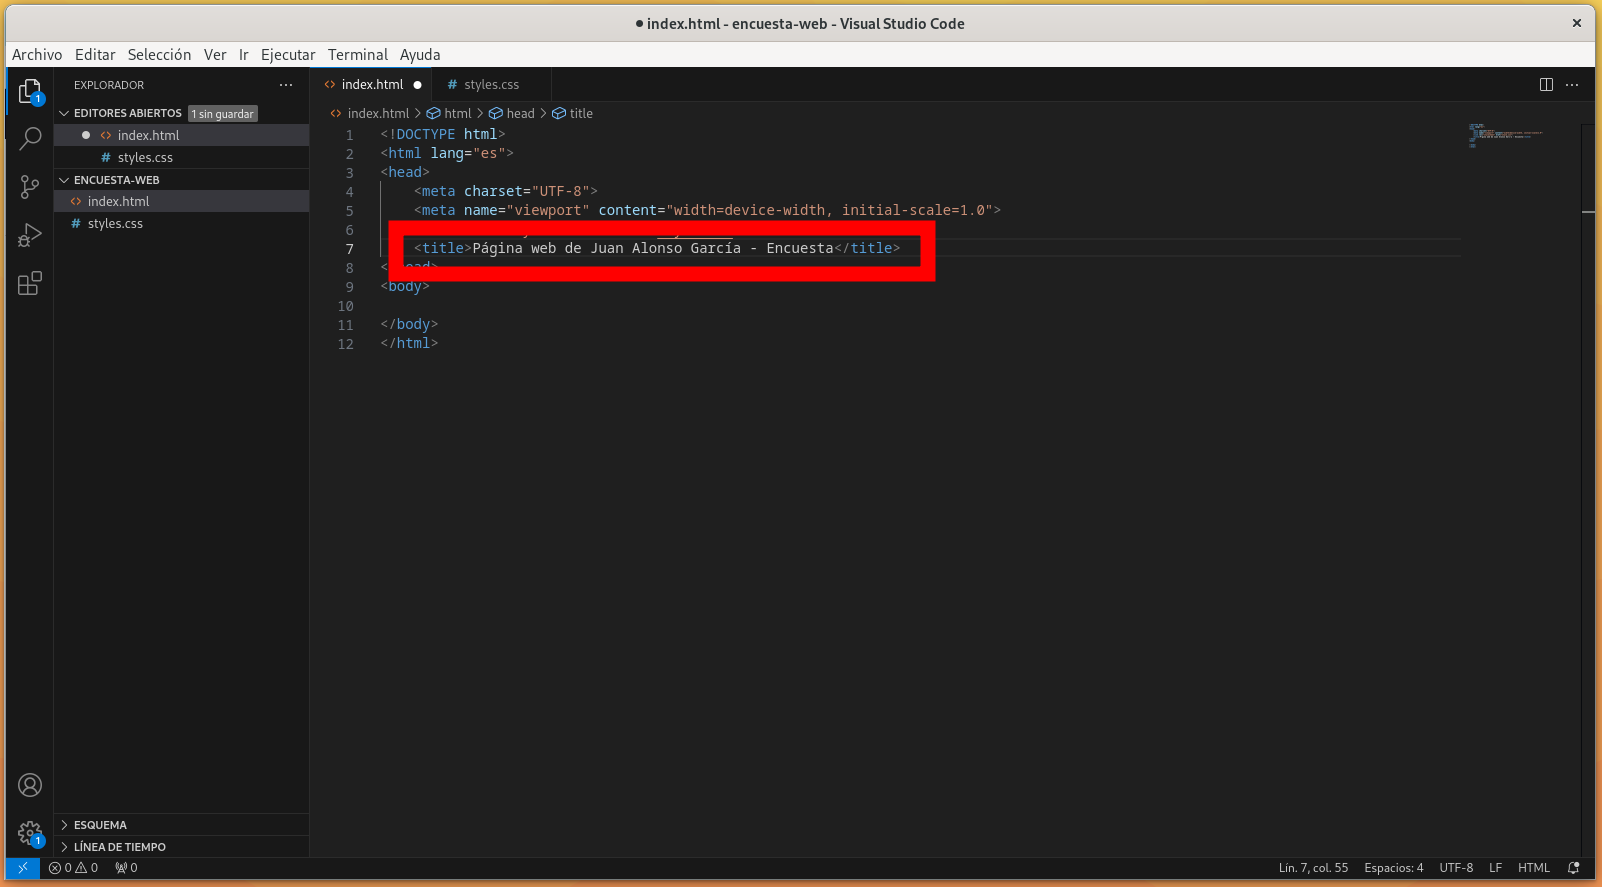 ● index.html - encuesta-web - Visual Studio Code
Archivo Editar Selección Ver Ir Ejecutar Terminal Ayuda
EXPLORADOR
EDITORES ABIERTOS 1 sin guardar
index.html
# styles.css
ENCUESTA-WEB
index.html
# styles.css
ESQUEMA
LÍNEA DE TIEMPO
index.html ● # styles.css
index.html > html > head > title
1 <!DOCTYPE html>
2 <html lang="es">
3 <head>
4 <meta charset="UTF-8">
5 <meta name="viewport" content="width=device-width, initial-scale=1.0">
6
7 <title>Página web de Juan Alonso García - Encuesta</title>
8
9 <body>
10
11 </body>
12 </html>
1
1
0 0 0
Lín. 7, col. 55 Espacios: 4 UTF-8 LF HTML